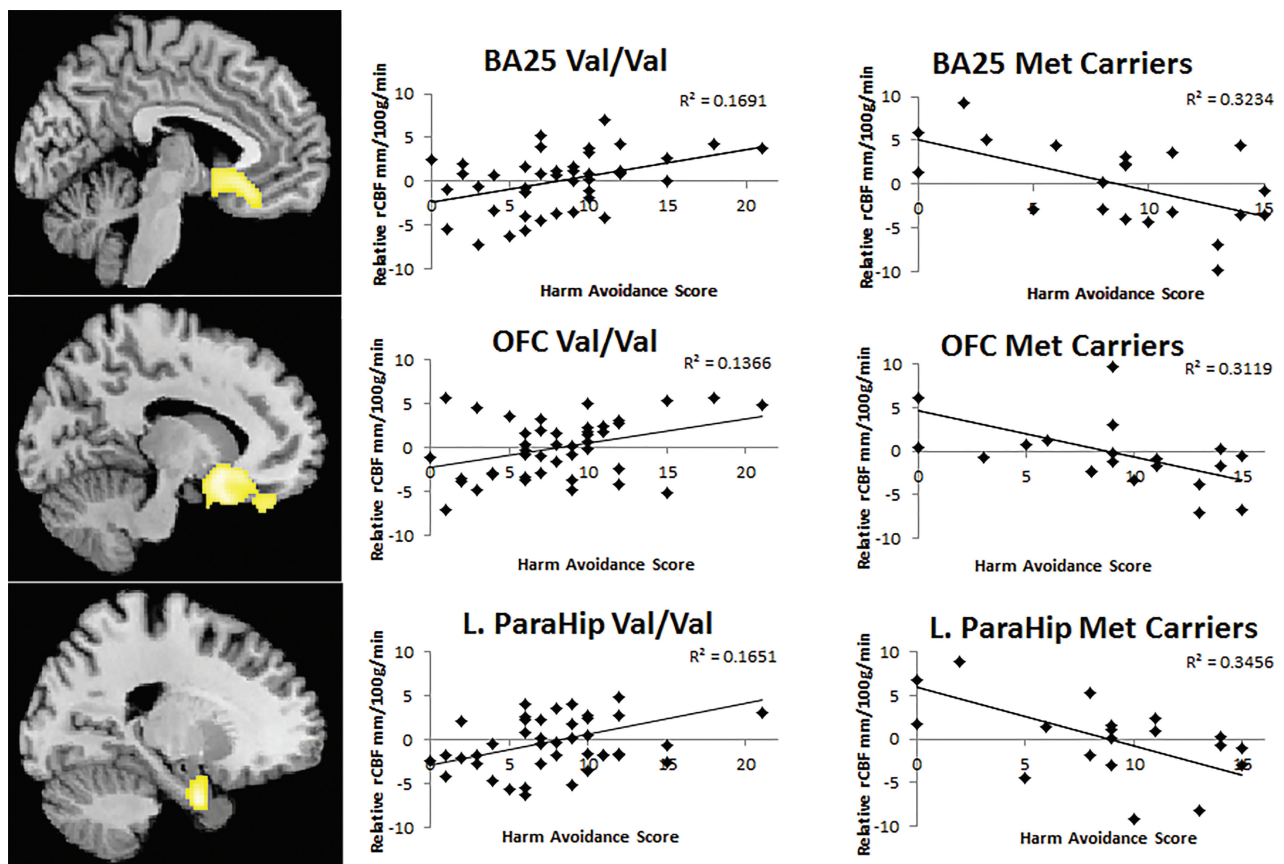 BA25 Val/Val
R² = 0.1691
Relative rCBF mm/100g/min
10
5
0
-5
-10
0 5 10 15 20
Harm Avoidance Score
BA25 Met Carriers
R² = 0.3234
Relative rCBF mm/100g/min
10
5
0
-5
-10
0 5 10 15
Harm Avoidance Score
OFC Val/Val
R² = 0.1366
Relative rCBF mm/100g/min
10
5
0
-5
-10
0 5 10 15 20
Harm Avoidance Score
OFC Met Carriers
R² = 0.3119
Relative rCBF mm/100g/min
10
5
0
-5
-10
0 5 10 15
Harm Avoidance Score
L. ParaHip Val/Val
R² = 0.1651
Relative rCBF mm/100g/min
10
5
0
-5
-10
0 5 10 15 20
Harm Avoidance Score
L. ParaHip Met Carriers
R² = 0.3456
Relative rCBF mm/100g/min
10
5
0
-5
-10
0 5 10 15
Harm Avoidance Score